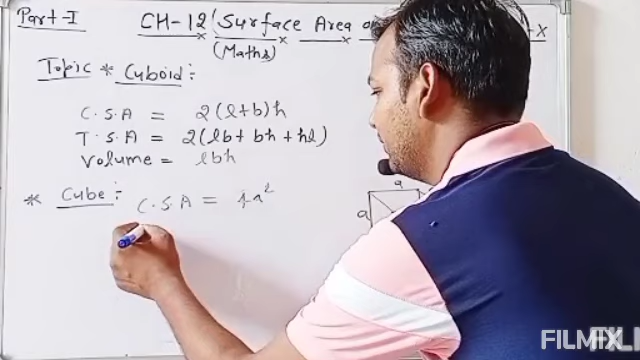 Part-I CH-12 (Surface Area X
(Maths)
Topic * Cuboid :-
C.S.A = 2(l+b)h
T.S.A = 2(lb + bh + hl)
Volume = lbh
* Cube :- C.S.A = 4a²
a
a
FILMIX